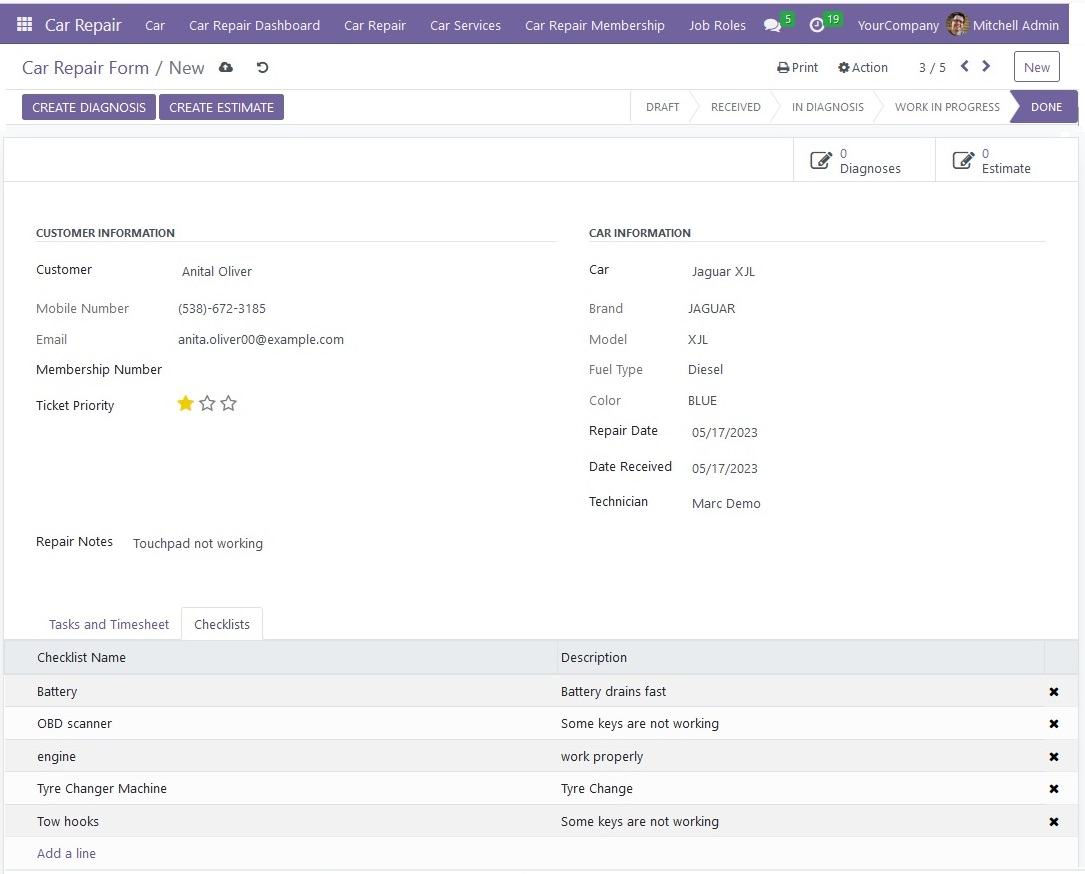 Car Repair Car Car Repair Dashboard Car Repair Car Services Car Repair Membership Job Roles 5 19 YourCompany Mitchell Admin
Car Repair Form / New Print Action 3 / 5 New
CREATE DIAGNOSIS CREATE ESTIMATE DRAFT RECEIVED IN DIAGNOSIS WORK IN PROGRESS DONE
0 Diagnoses 0 Estimate
CUSTOMER INFORMATION CAR INFORMATION
Customer Anital Oliver Car Jaguar XJL
Mobile Number (538)-672-3185 Brand JAGUAR
Email anita.oliver00@example.com Model XJL
Membership Number Fuel Type Diesel
Ticket Priority Color BLUE
Repair Date 05/17/2023
Date Received 05/17/2023
Technician Marc Demo
Repair Notes Touchpad not working
Tasks and Timesheet Checklists
Checklist Name Description
Battery Battery drains fast
OBD scanner Some keys are not working
engine work properly
Tyre Changer Machine Tyre Change
Tow hooks Some keys are not working
Add a line